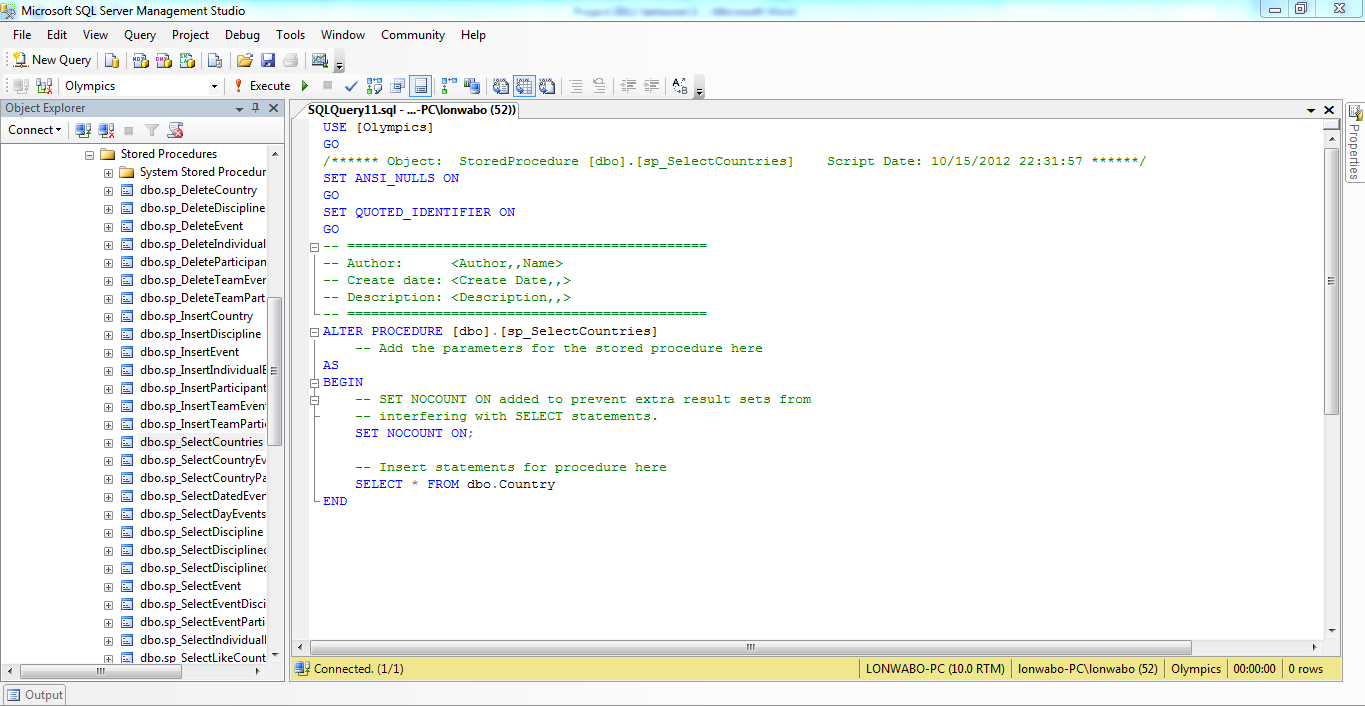 Microsoft SQL Server Management Studio
File Edit View Query Project Debug Tools Window Community Help
New Query
Olympics Execute
Object Explorer
Connect
Stored Procedures
System Stored Procedur
dbo.sp_DeleteCountry
dbo.sp_DeleteDiscipline
dbo.sp_DeleteEvent
dbo.sp_DeleteIndividual
dbo.sp_DeleteParticipan
dbo.sp_DeleteTeamEver
dbo.sp_DeleteTeamPart
dbo.sp_InsertCountry
dbo.sp_InsertDiscipline
dbo.sp_InsertEvent
dbo.sp_InsertIndividualE
dbo.sp_InsertParticipant
dbo.sp_InsertTeamEven
dbo.sp_InsertTeamParti
dbo.sp_SelectCountries
dbo.sp_SelectCountryEv
dbo.sp_SelectCountryPa
dbo.sp_SelectDatedEver
dbo.sp_SelectDayEvents
dbo.sp_SelectDiscipline
dbo.sp_SelectDisciplined
dbo.sp_SelectDisciplined
dbo.sp_SelectEvent
dbo.sp_SelectEventDisci
dbo.sp_SelectEventParti
dbo.sp_SelectIndividuall
dbo.sp_SelectLikeCount
SQLQuery11.sql - ...-PC\lonwabo (52))
USE [Olympics]
GO
/****** Object:  StoredProcedure [dbo].[sp_SelectCountries]    Script Date: 10/15/2012 22:31:57 ******/
SET ANSI_NULLS ON
GO
SET QUOTED_IDENTIFIER ON
GO
-- =============================================
-- Author:      <Author,,Name>
-- Create date: <Create Date,,>
-- Description: <Description,,>
-- =============================================
ALTER PROCEDURE [dbo].[sp_SelectCountries]
    -- Add the parameters for the stored procedure here
AS
BEGIN
    -- SET NOCOUNT ON added to prevent extra result sets from
    -- interfering with SELECT statements.
    SET NOCOUNT ON;
    -- Insert statements for procedure here
    SELECT * FROM dbo.Country
END
Properties
Connected. (1/1) LONWABO-PC (10.0 RTM) lonwabo-PC\lonwabo (52) Olympics 00:00:00 0 rows
Output